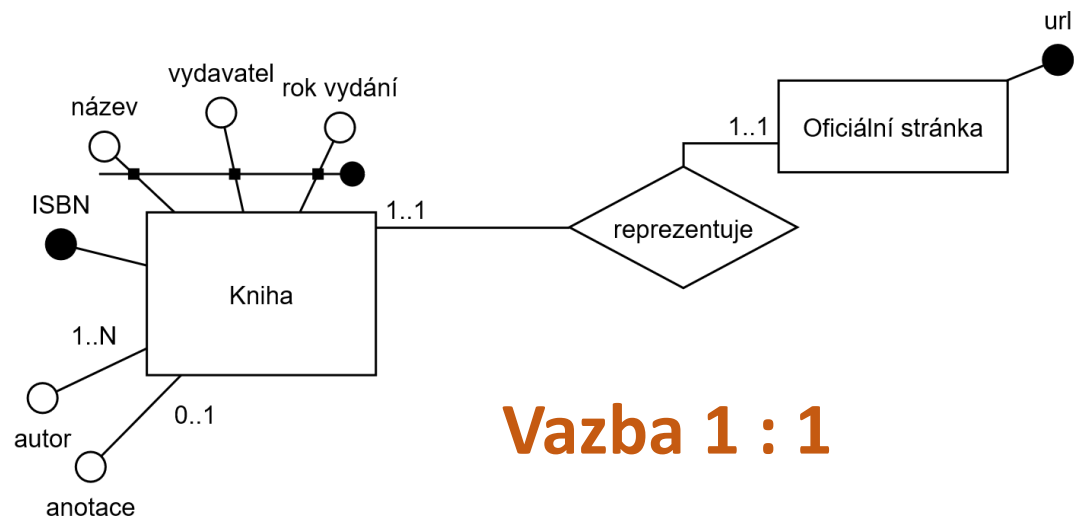 url
vydavatel
rok vydání
název
1..1
Oficiální stránka
ISBN
1..1
reprezentuje
Kniha
1..N
0..1
autor
anotace
Vazba 1 : 1